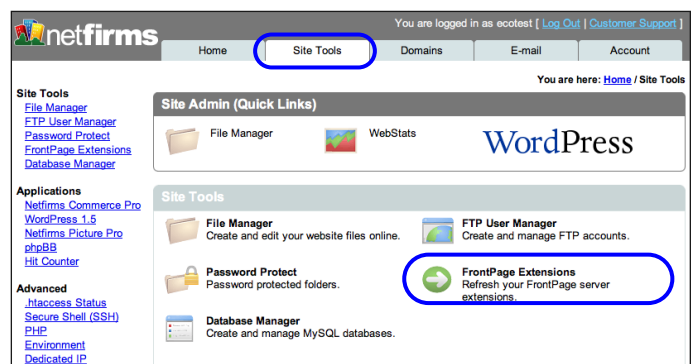 netfirms
You are logged in as ecotest [ Log Out | Customer Support ]
Home Site Tools Domains E-mail Account
You are here: Home / Site Tools
Site Tools
File Manager
FTP User Manager
Password Protect
FrontPage Extensions
Database Manager
Applications
Netfirms Commerce Pro
WordPress 1.5
Netfirms Picture Pro
phpBB
Hit Counter
Advanced
.htaccess Status
Secure Shell (SSH)
PHP
Environment
Dedicated IP
Site Admin (Quick Links)
File Manager
WebStats
WordPress
Site Tools
File Manager
Create and edit your website files online.
FTP User Manager
Create and manage FTP accounts.
Password Protect
Password protected folders.
FrontPage Extensions
Refresh your FrontPage server
extensions.
Database Manager
Create and manage MySQL databases.